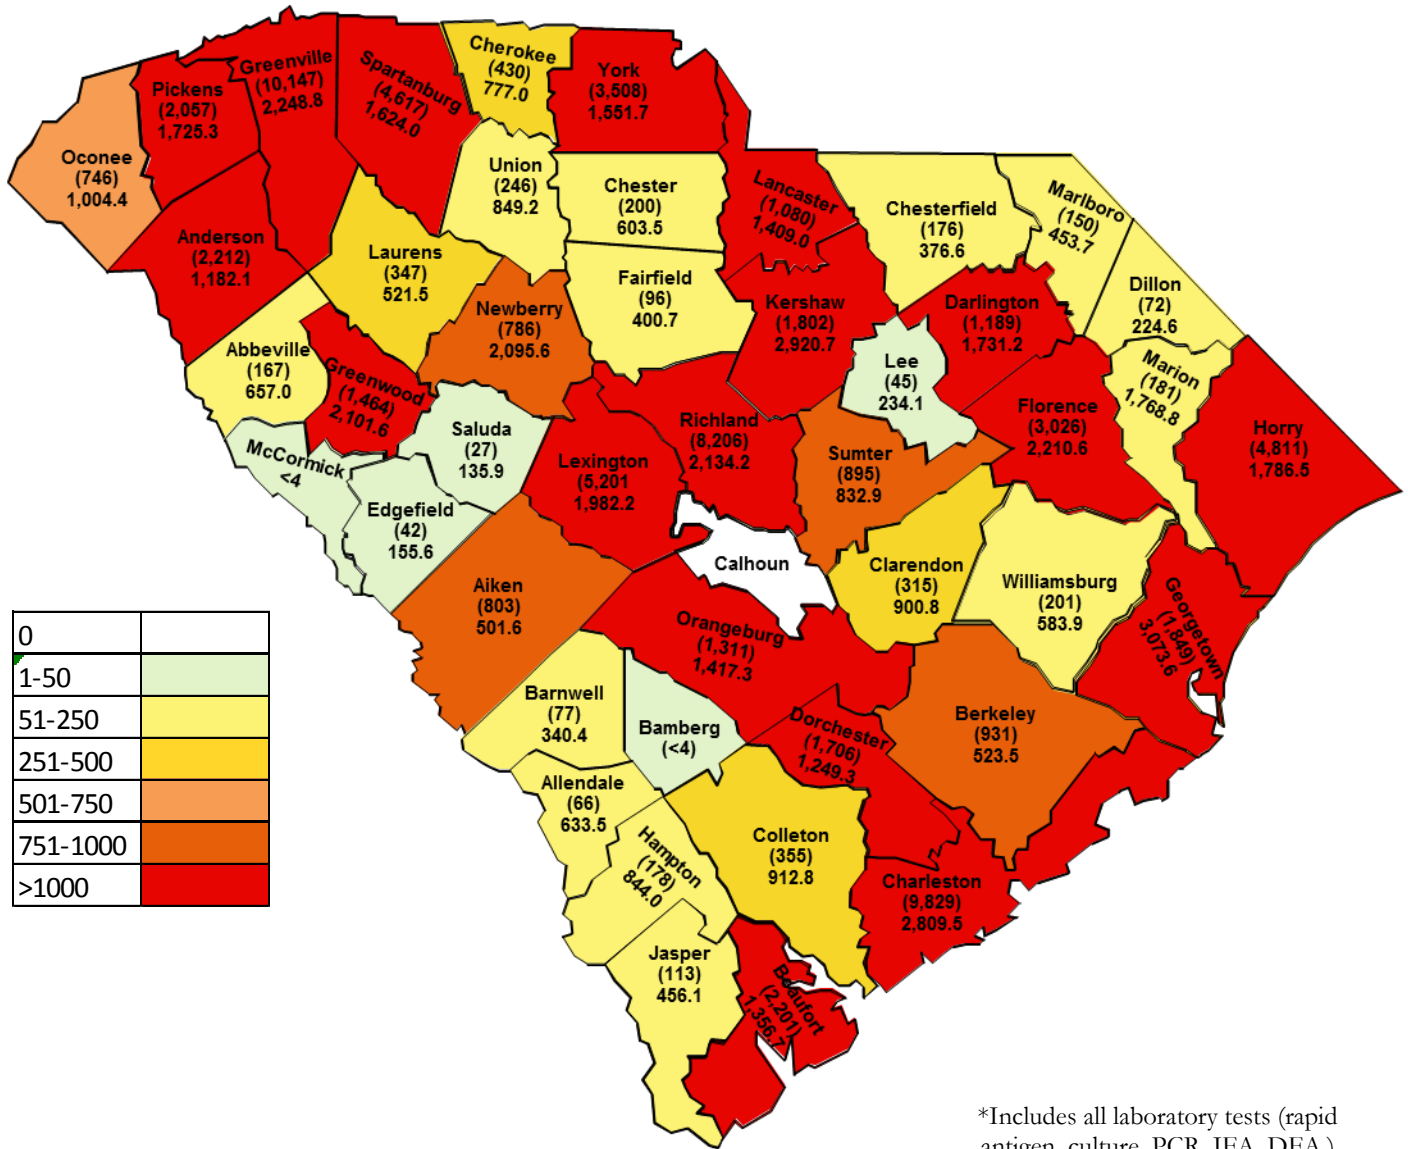 Cherokee
(430)
777.0
Greenville
(10,147)
2,248.8
Spartanburg
(4,617)
1,624.0
York
(3,508)
1,551.7
Pickens
(2,057)
1,725.3
Oconee
(746)
1,004.4
Union
(246)
849.2
Chester
(200)
603.5
Lancaster
(1,080)
1,409.0
Chesterfield
(176)
376.6
Marlboro
(150)
453.7
Anderson
(2,212)
1,182.1
Laurens
(347)
521.5
Fairfield
(96)
400.7
Dillon
(72)
224.6
Newberry
(786)
2,095.6
Kershaw
(1,802)
2,920.7
Darlington
(1,189)
1,731.2
Abbeville
(167)
657.0
Greenwood
(1,464)
2,101.6
Lee
(45)
234.1
Marion
(181)
1,768.8
Saluda
(27)
135.9
Richland
(8,206)
2,134.2
Florence
(3,026)
2,210.6
Horry
(4,811)
1,786.5
McCormick
<4
Lexington
(5,201
1,982.2
Sumter
(895)
832.9
Edgefield
(42)
155.6
Calhoun
Clarendon
(315)
900.8
Williamsburg
(201)
583.9
Aiken
(803)
501.6
Orangeburg
(1,311)
1,417.3
Georgetown
(1,849)
3,073.6
Barnwell
(77)
340.4
Bamberg
(<4)
Dorchester
(1,706)
1,249.3
Berkeley
(931)
523.5
Allendale
(66)
633.5
Hampton
(178)
844.0
Colleton
(355)
912.8
Charleston
(9,829)
2,809.5
Jasper
(113)
456.1
Beaufort
(2,201)
1,356.7
0
1-50
51-250
251-500
501-750
751-1000
>1000
*Includes all laboratory tests (rapid
antigen, culture, PCR, IFA, DFA.)